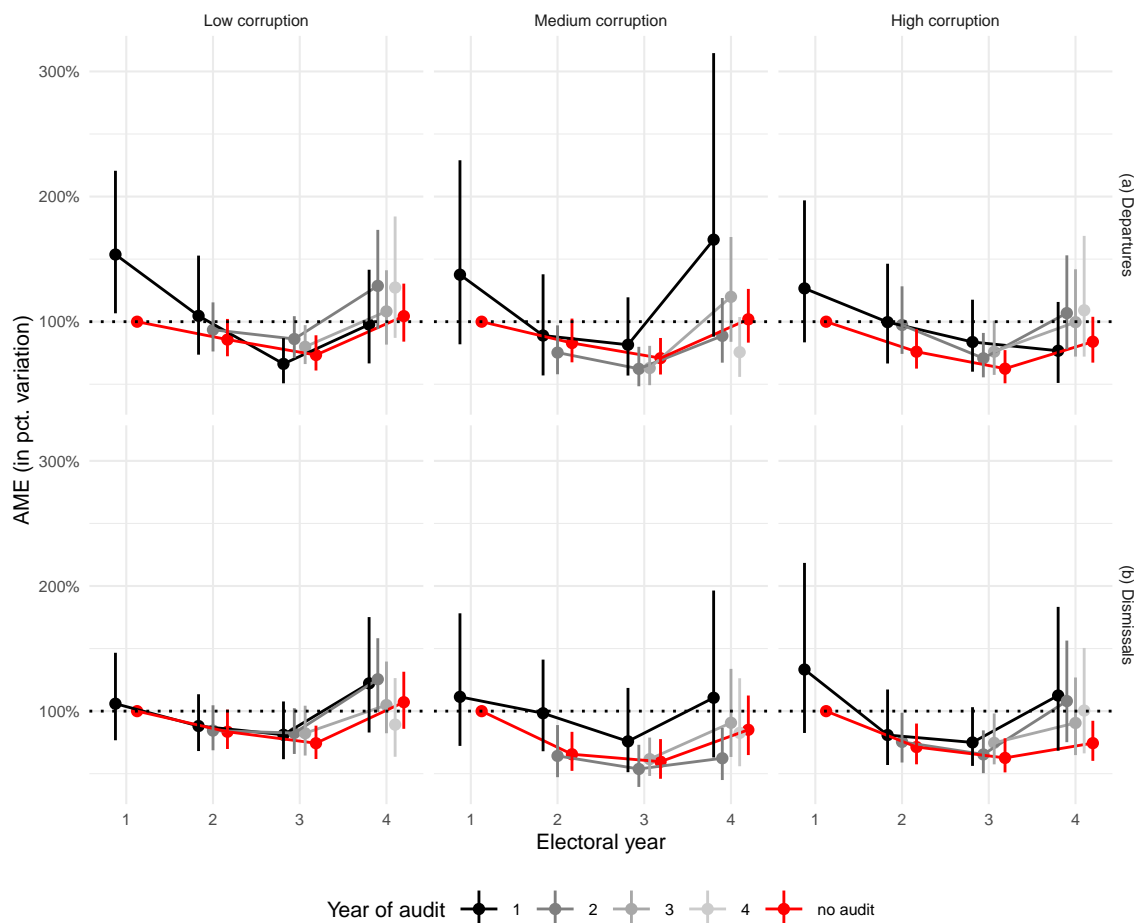 Low corruption
Medium corruption
High corruption
300%
200%
100%
(a) Departures
AME (in pct. variation)
300%
200%
100%
(b) Dismissals
1 2 3 4
1 2 3 4
1 2 3 4
Electoral year
Year of audit 1 2 3 4 no audit